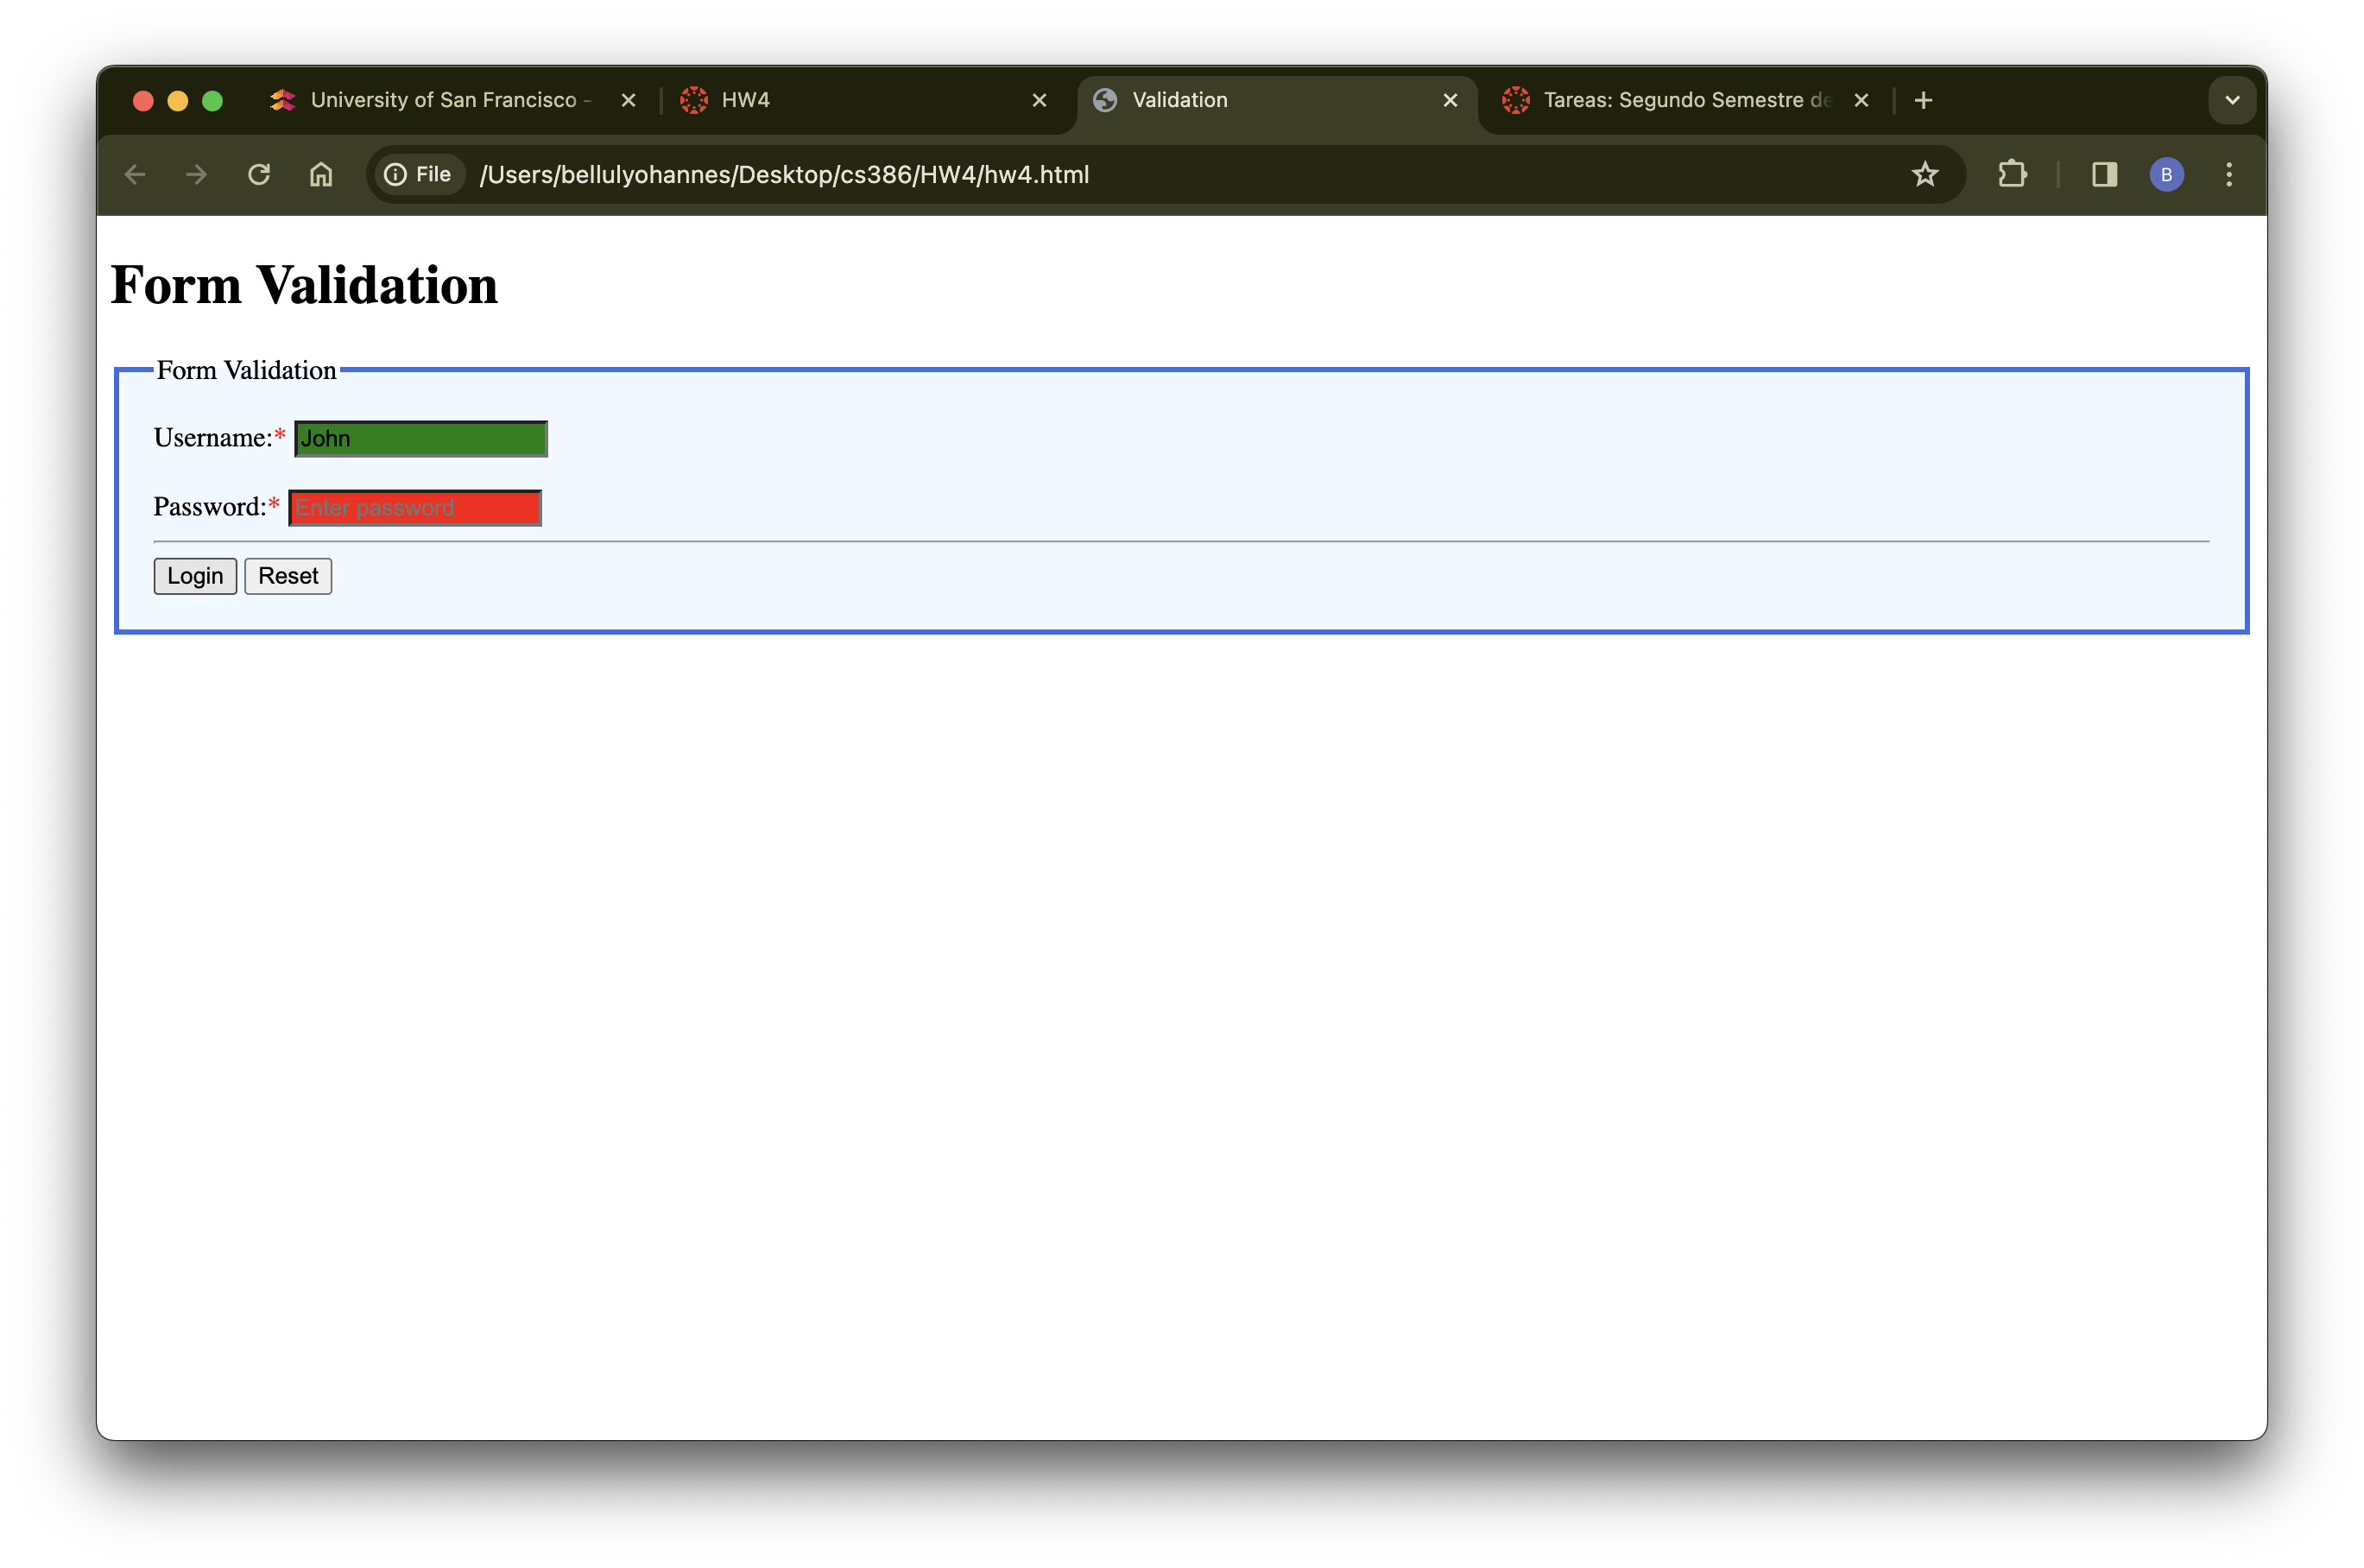 University of San Francisco -
HW4
Validation
Tareas: Segundo Semestre de
File /Users/bellulyohannes/Desktop/cs386/HW4/hw4.html
B
Form Validation
Form Validation
Username:* John
Password:* Enter password
Login Reset